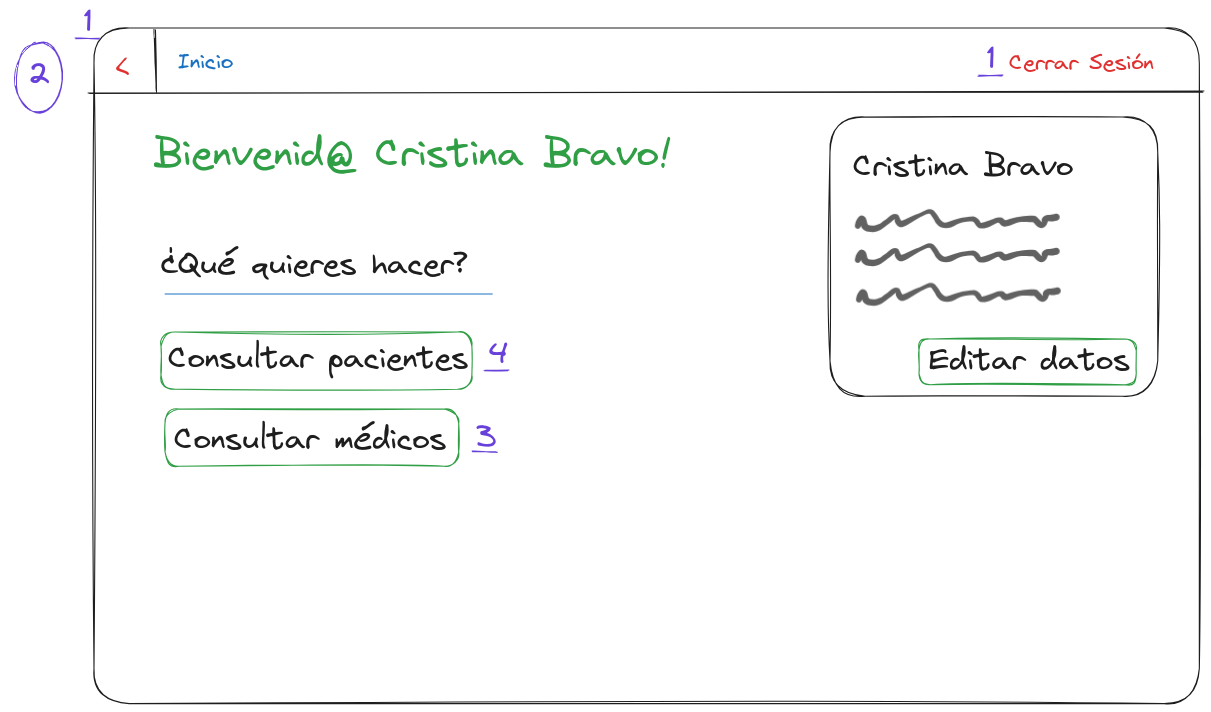 1
2
< Inicio 1 Cerrar Sesión
Bienvenid@ Cristina Bravo!
Cristina Bravo
¿Qué quieres hacer?
Consultar pacientes 4
Editar datos
Consultar médicos 3